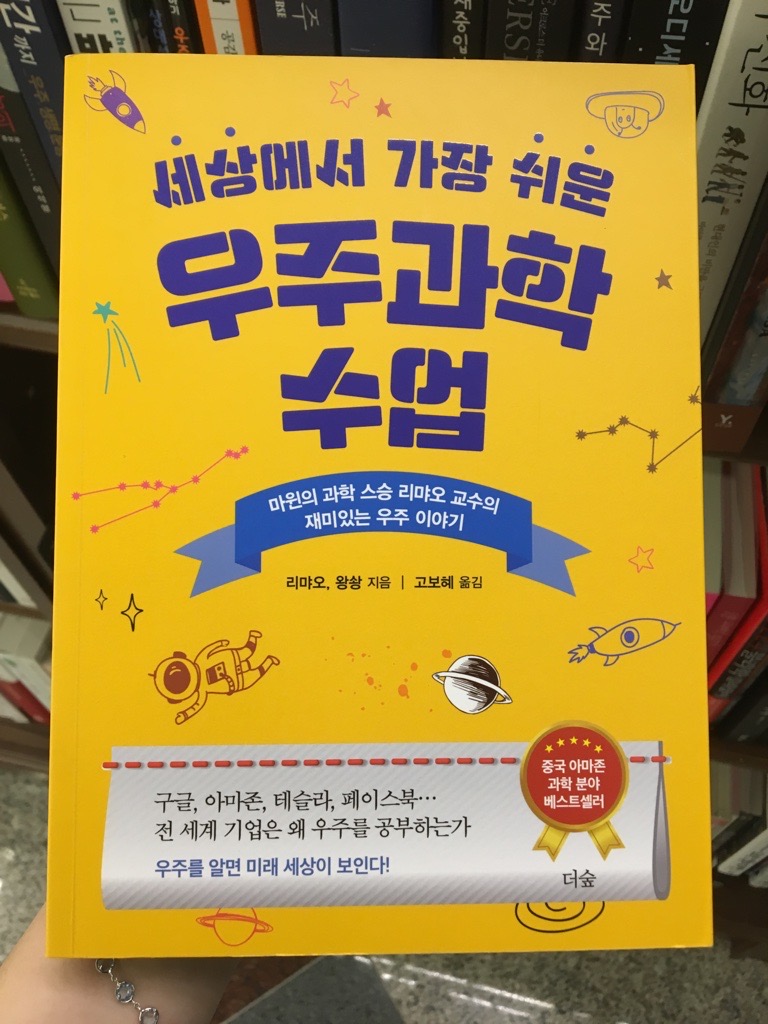 세상에서 가장 쉬운
우주과학
수업
마윈의 과학 스승 리먀오 교수의
재미있는 우주 이야기
리먀오, 왕솽 지음 | 고보혜 옮김
중국 아마존
과학 분야
베스트셀러
구글, 아마존, 테슬라, 페이스북…
전 세계 기업은 왜 우주를 공부하는가
우주를 알면 미래 세상이 보인다!
더숲